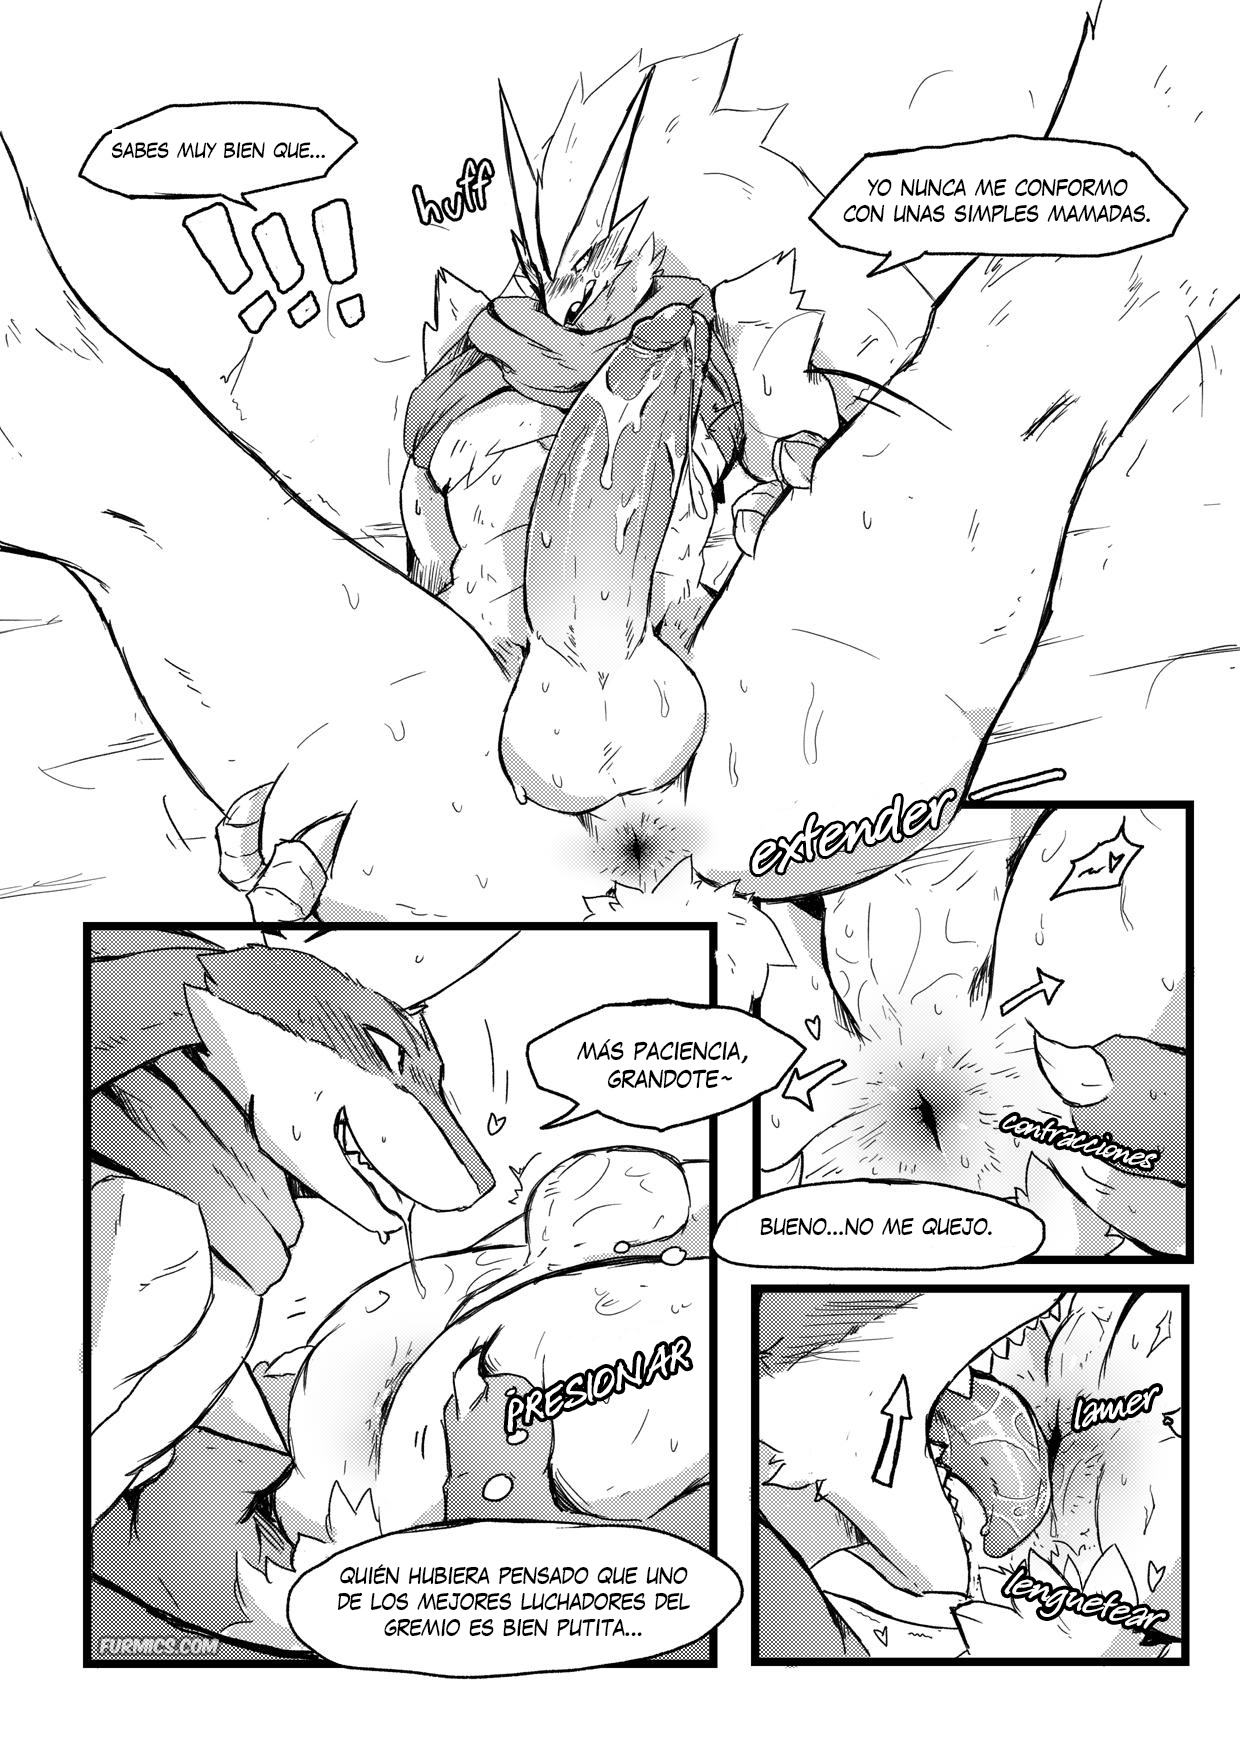 SABES MUY BIEN QUE...
!!!
huff
YO NUNCA ME CONFORMO
CON UNAS SIMPLES MAMADAS.
extender
MÁS PACIENCIA,
GRANDOTE~
PRESIONAR
QUIÉN HUBIERA PENSADO QUE UNO
DE LOS MEJORES LUCHADORES DEL
GREMIO ES BIEN PUTITA...
FURMICS.COM
contracciones
BUENO...NO ME QUEJO.
lamer
lenguetear